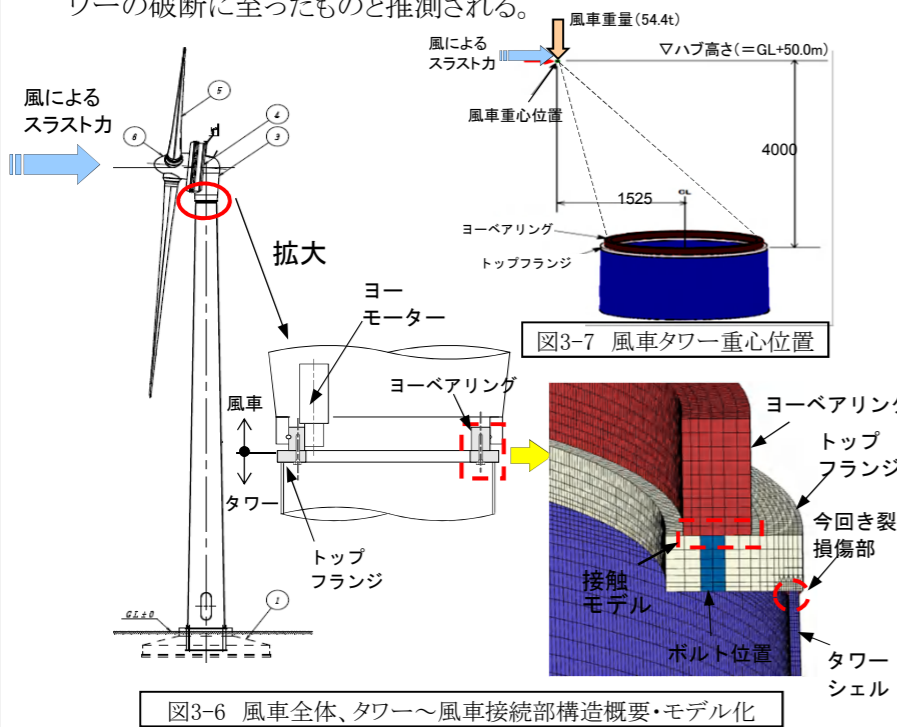 ワーの破断に至ったものと推測される。
風車重量(54.4t)
風による
スラスト力
▽ハブ高さ(=GL+50.0m)
風車重心位置
4000
CL
1525
ヨーベアリング
トップフランジ
図3-7 風車タワー重心位置
風による
スラスト力
5
6
4
3
拡大
ヨー
モーター
ヨーベアリング
風車
タワー
トップ
フランジ
GL±0
1
ヨーベアリング
トップ
フランジ
今回き裂
損傷部
接触
モデル
ボルト位置
タワー
シェル
図3-6 風車全体、タワー～風車接続部構造概要・モデル化